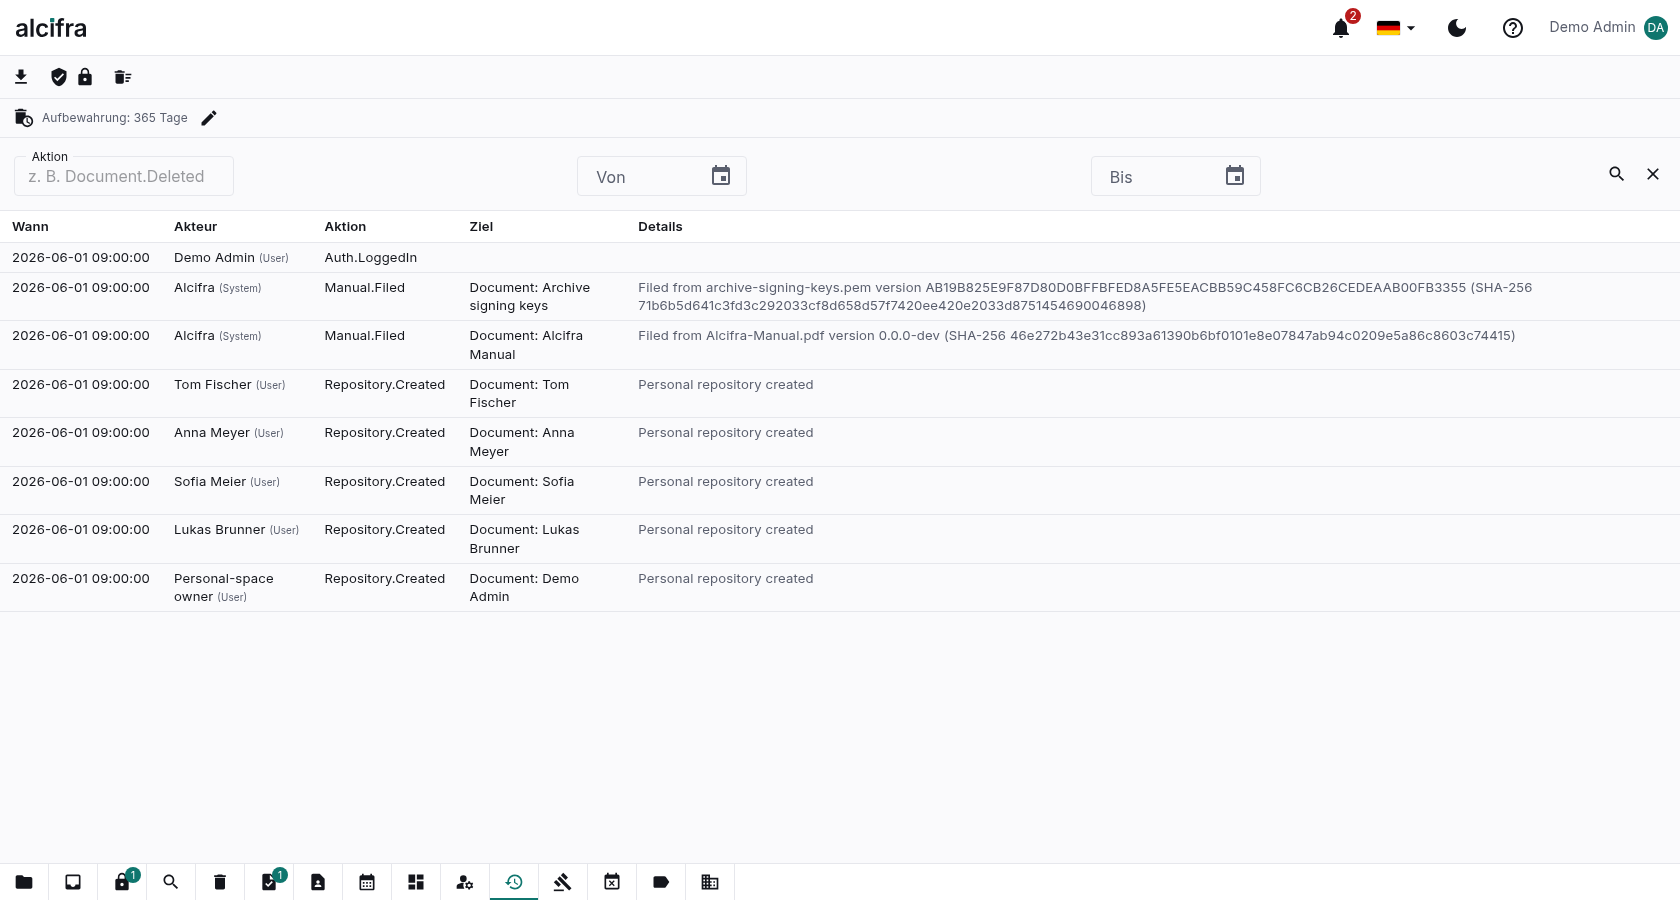 alcifra
2
Demo Admin DA
Aufbewahrung: 365 Tage
Aktion
z. B. Document.Deleted
Von
Bis
Wann Akteur Aktion Ziel Details
2026-06-01 09:00:00 Demo Admin (User) Auth.LoggedIn
2026-06-01 09:00:00 Alcifra (System) Manual.Filed Document: Archive Filed from archive-signing-keys.pem version AB19B825E9F87D80D0BFFBFED8A5FE5EACBB59C458FC6CB26CEDEAAB00FB3355 (SHA-256
signing keys 71b6b5d641c3fd3c292033cf8d658d57f7420ee420e2033d8751454690046898)
2026-06-01 09:00:00 Alcifra (System) Manual.Filed Document: Alcifra Filed from Alcifra-Manual.pdf version 0.0.0-dev (SHA-256 46e272b43e31cc893a61390b6bf0101e8e07847ab94c0209e5a86c8603c74415)
Manual
2026-06-01 09:00:00 Tom Fischer (User) Repository.Created Document: Tom Personal repository created
Fischer
2026-06-01 09:00:00 Anna Meyer (User) Repository.Created Document: Anna Personal repository created
Meyer
2026-06-01 09:00:00 Sofia Meier (User) Repository.Created Document: Sofia Personal repository created
Meier
2026-06-01 09:00:00 Lukas Brunner (User) Repository.Created Document: Lukas Personal repository created
Brunner
2026-06-01 09:00:00 Personal-space Repository.Created Document: Demo Personal repository created
owner (User) Admin
1
1